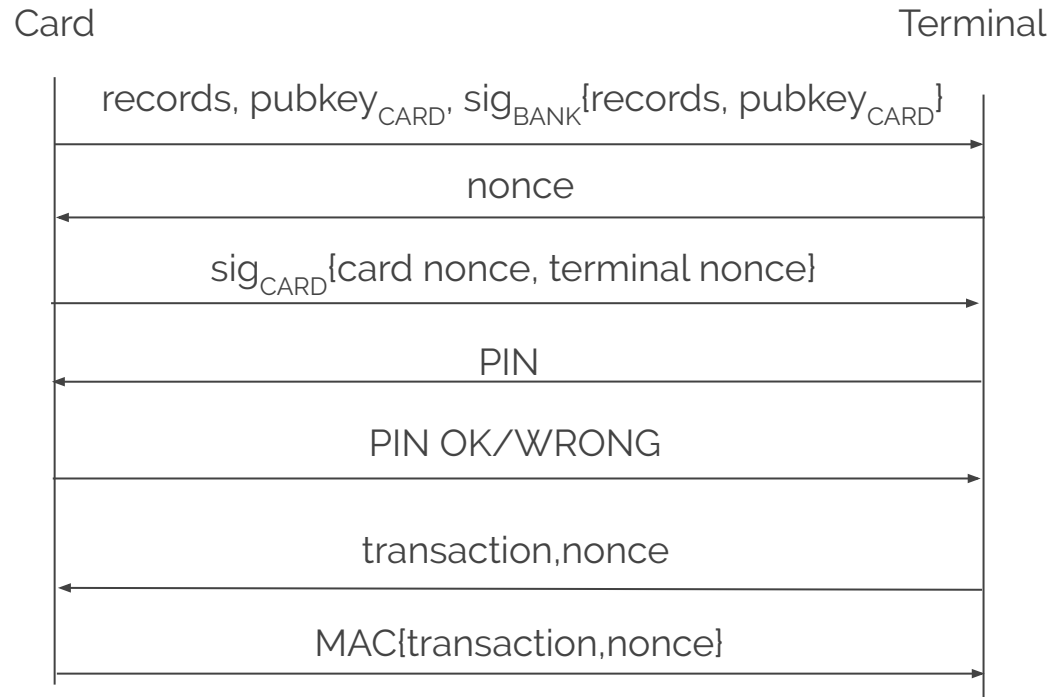 Card
Terminal
records, pubkeyCARD, sigBANK{records, pubkeyCARD}
nonce
sigCARD{card nonce, terminal nonce}
PIN
PIN OK/WRONG
transaction,nonce
MAC{transaction,nonce}